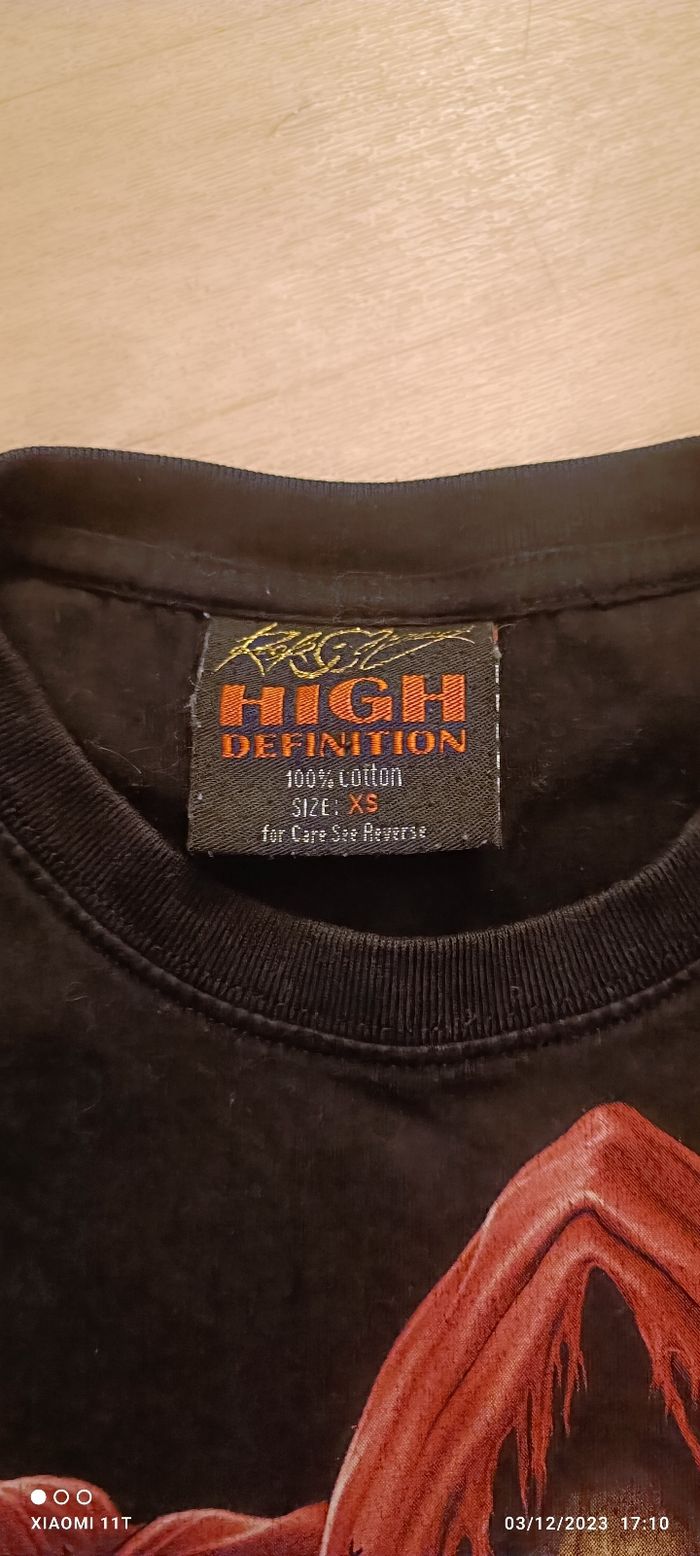 HIGH
DEFINITION
100% cotton
SIZE: XS
for Care See Reverse
XIAOMI 11T
03/12/2023 17:10